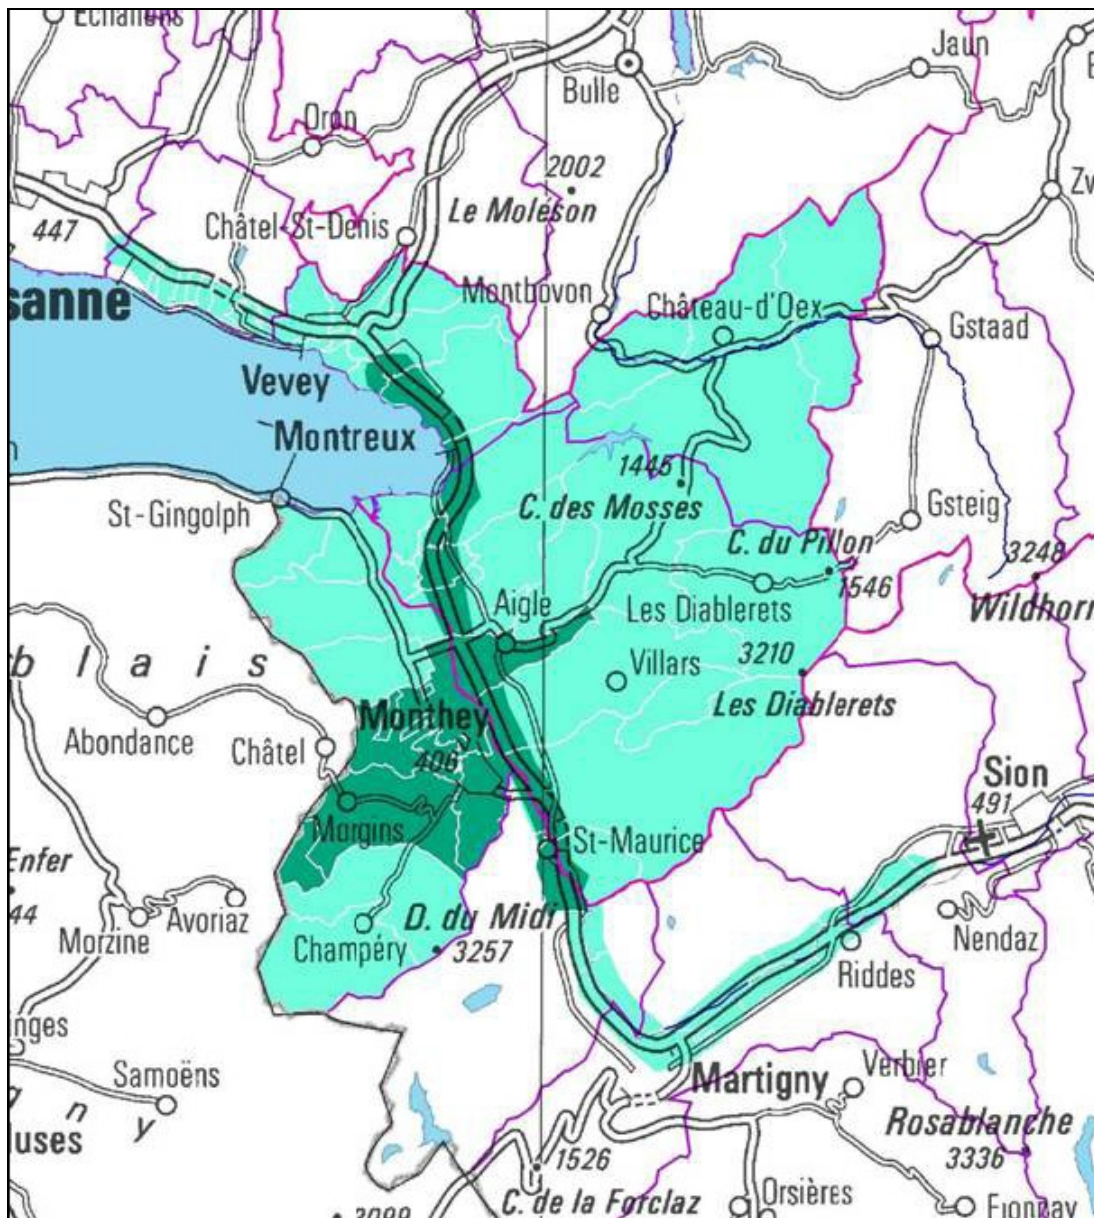 Echallens
Jaun
Bulle
Oron
2002
Le Moléson
447
Châtel-St-Denis
sanne
Montbovon
Château-d'Oex
Gstaad
Vevey
Montreux
1445
C. des Mosses
St-Gingolph
Gsteig
C. du Pillon
3248
1546
Aigle
Les Diablerets
Wildhorn
blais
Villars
3210
Les Diablerets
Monthey
Abondance
Châtel
406
Sion
491
Morgins
St-Maurice
Enfer
44
Avoriaz
Morzine
D. du Midi
Champéry
3257
Nendaz
Riddes
Samoëns
Martigny
Verbier
gny
Rosablanche
3336
luses
1526
C. de la Forclaz
Orsières
Fionnay